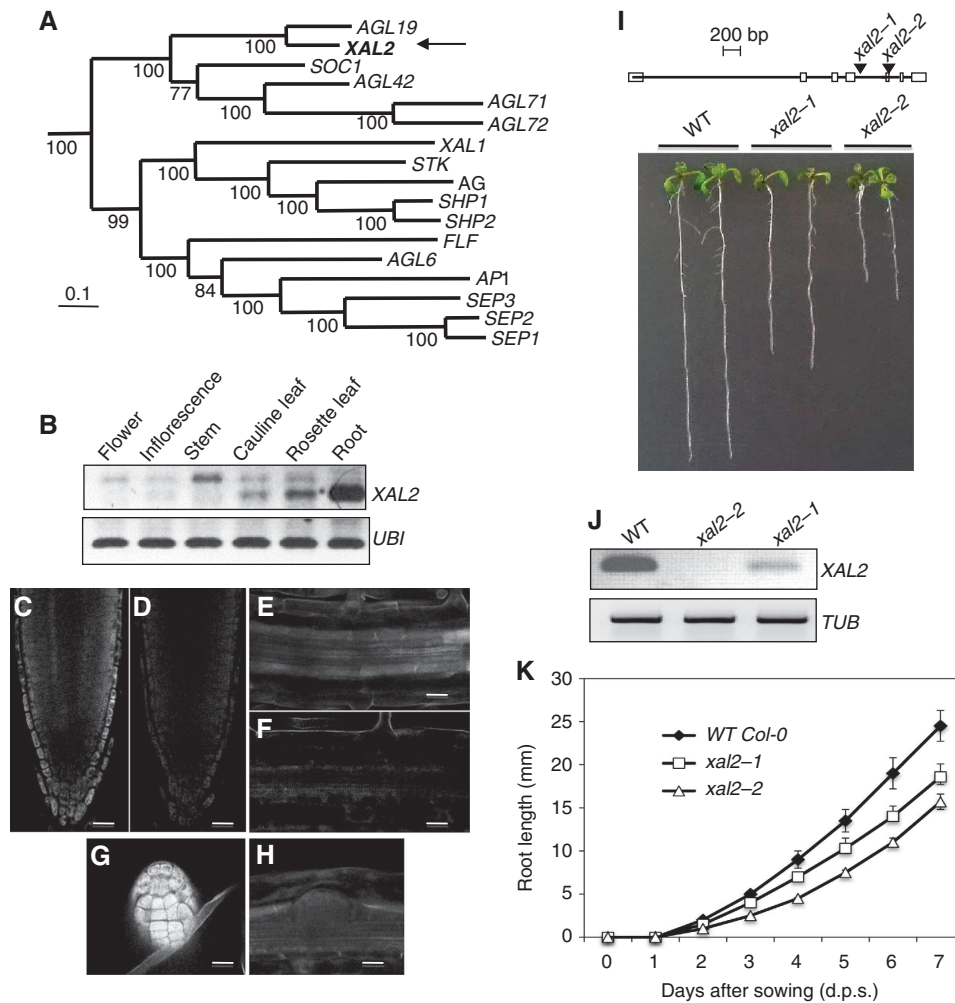 A
AGL19
XAL2
SOC1
AGL42
AGL71
AGL72
XAL1
STK
AG
SHP1
SHP2
FLF
AGL6
AP1
SEP3
SEP2
SEP1
100
100
77
100
100
100
100
100
100
100
99
100
84
100
100
100
0.1
B
Flower
Inflorescence
Stem
Cauline leaf
Rosette leaf
Root
XAL2
UBI
C
D
E
F
G
H
I
200 bp
xal2–1
xal2–2
WT
xal2–1
xal2–2
J
WT
xal2–2
xal2–1
XAL2
TUB
K
WT Col-0
xal2–1
xal2–2
Root length (mm)
25
20
15
10
5
0
0 1 2 3 4 5 6 7
Days after sowing (d.p.s.)